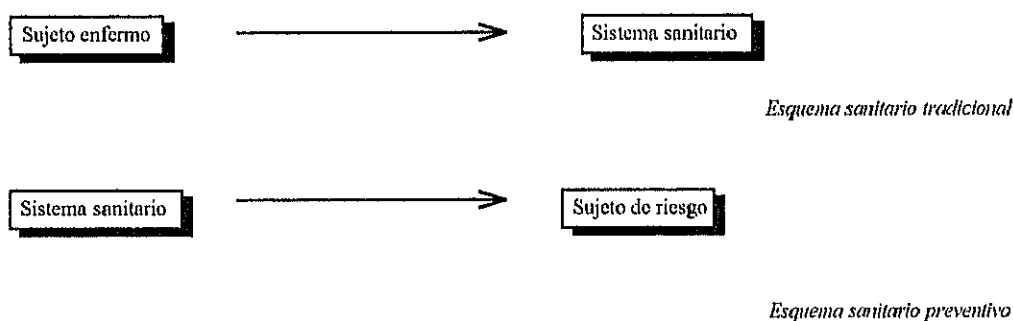 Sujeto enfermo
Sistema sanitario
Esquema sanitario tradicional
Sistema sanitario
Sujeto de riesgo
Esquema sanitario preventivo